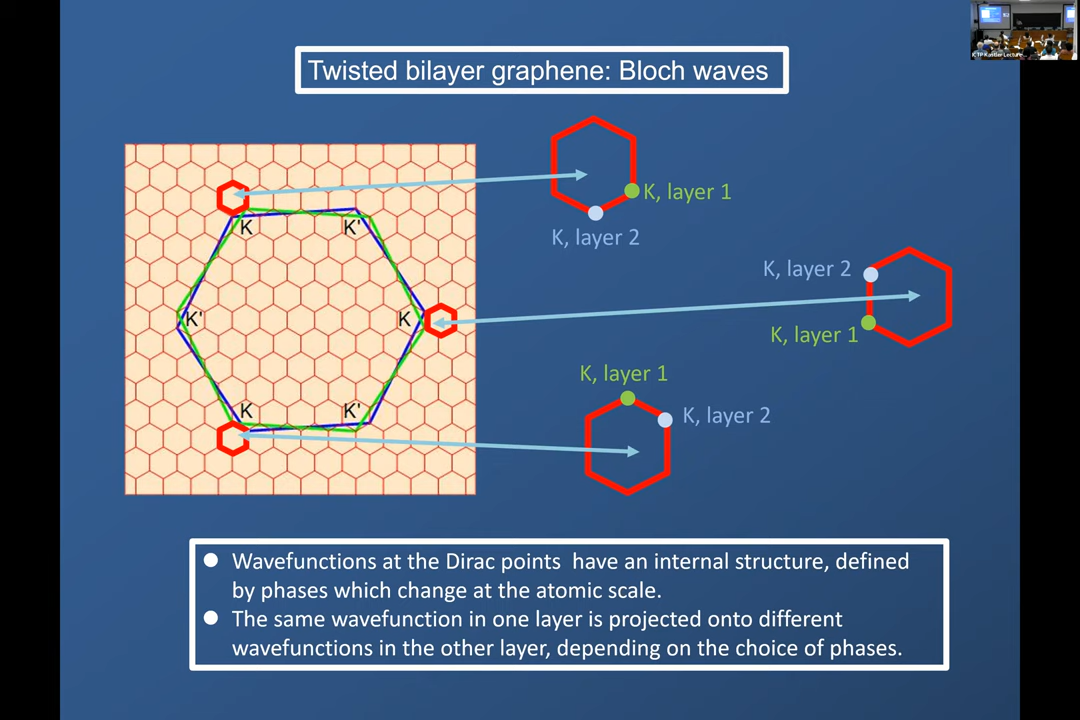 Twisted bilayer graphene: Bloch waves
K, layer 1
K, layer 2
K
K'
K, layer 2
K'
K
K, layer 1
K, layer 1
K
K'
K, layer 2
● Wavefunctions at the Dirac points have an internal structure, defined
by phases which change at the atomic scale.
● The same wavefunction in one layer is projected onto different
wavefunctions in the other layer, depending on the choice of phases.